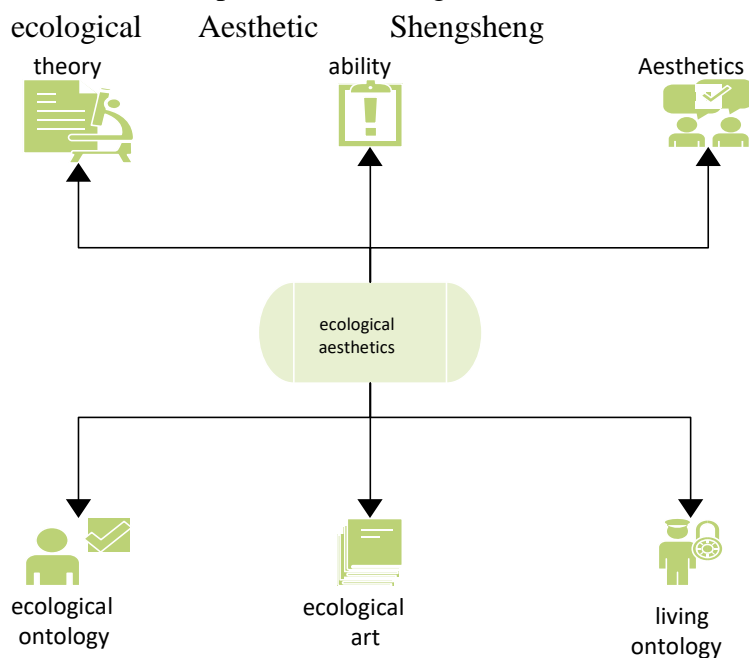 ecological Aesthetic Shengsheng
theory ability Aesthetics
ecological
aesthetics
ecological
ontology
ecological
art
living
ontology